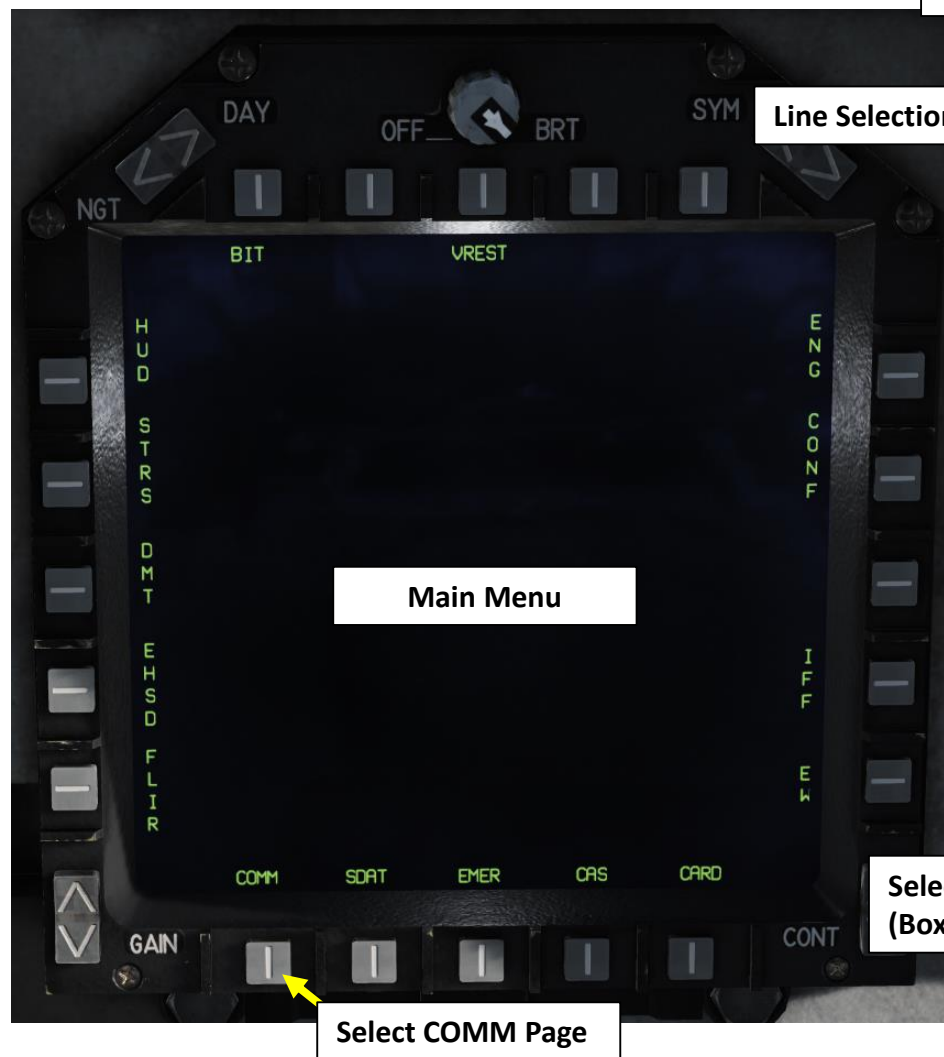 DAY
OFF
BRT
SYM
Line Selection
NGT
BIT
VREST
HUD
STRS
DMT
EHSD
FLIR
ENG
CONF
IFF
EW
Main Menu
COMM
SDAT
EMER
CAS
CARD
GAIN
CONT
(Box
Select COMM Page